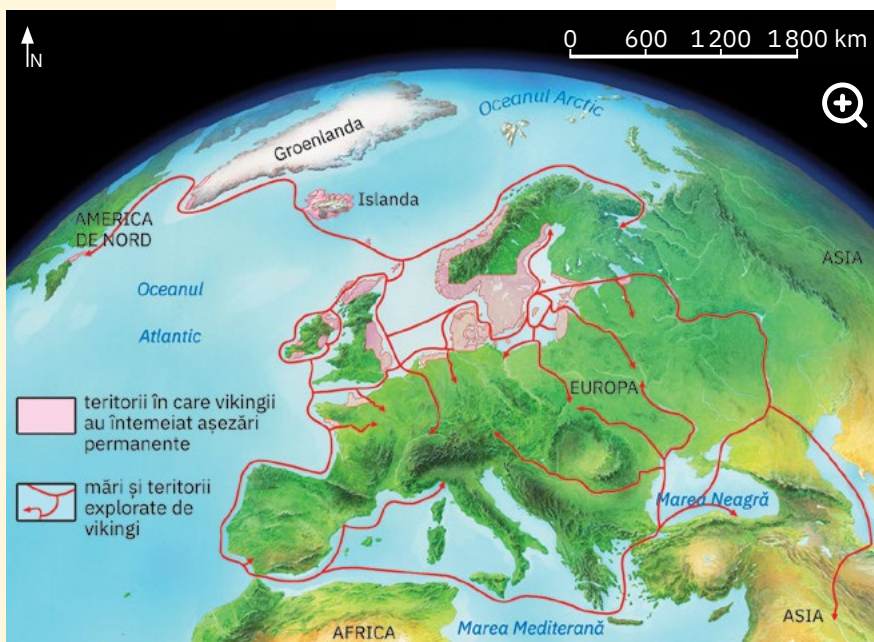 N
0 600 1200 1800 km
Oceanul Arctic
Groenlanda
Islanda
AMERICA
DE NORD
ASIA
Oceanul
Atlantic
EUROPA
teritorii în care vikingii
au întemeiat așezări
permanente
mări și teritorii
explorate de
vikingi
Marea Neagră
ASIA
AFRICA
Marea Mediterană